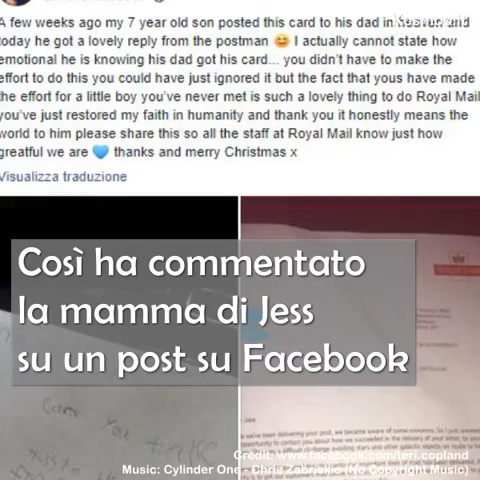 A few weeks ago my 7 year old son posted this card to his dad in heaven and
today he got a lovely reply from the postman 😊 I actually cannot state how
emotional he is knowing his dad got his card... you didn't have to make the
effort to do this you could have just ignored it but the fact that yous have made
the effort for a little boy you've never met is such a lovely thing to do Royal Mail
you've just restored my faith in humanity and thank you it honestly means the
world to him please share this so all the staff at Royal Mail know just how
greatful we are 💙 thanks and merry Christmas x
Visualizza traduzione
Così ha commentato
la mamma di Jess
su un post su Facebook
Can you take
Jess
Credit: www.facebook.com/teri.copland
Music: Cylinder One - Chris Zabriskie (No Copyright Music)